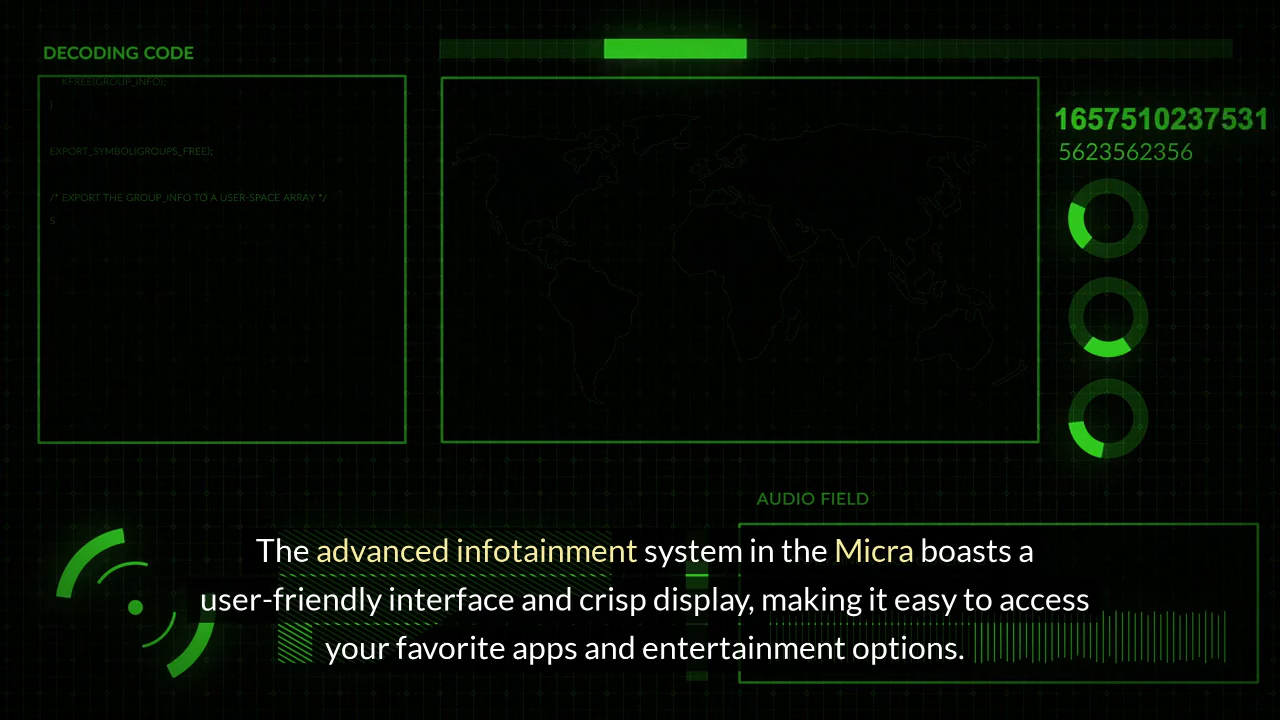 DECODING CODE
KFREE(GROUP_INFO);
}
EXPORT_SYMBOL(GROUPS_FREE);
/* EXPORT THE GROUP_INFO TO A USER-SPACE ARRAY */
S
1657510237531
5623562356
AUDIO FIELD
The advanced infotainment system in the Micra boasts a
user-friendly interface and crisp display, making it easy to access
your favorite apps and entertainment options.